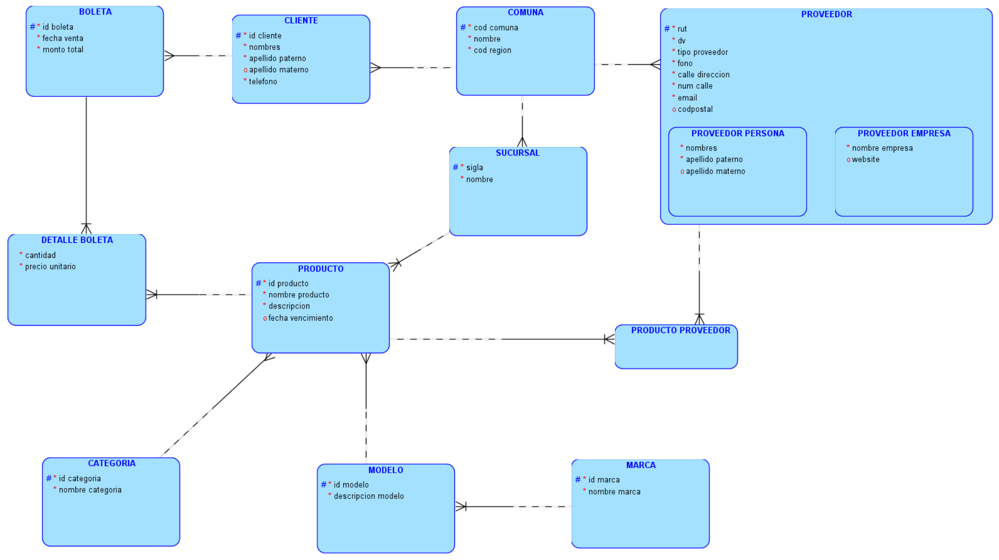 BOLETA
# * id boleta
* fecha venta
* monto total
CLIENTE
# * id cliente
* nombres
* apellido paterno
o apellido materno
* telefono
COMUNA
# * cod comuna
* nombre
* cod region
PROVEEDOR
# * rut
* dv
* tipo proveedor
* fono
* calle direccion
* num calle
* email
o codpostal
PROVEEDOR PERSONA
* nombres
* apellido paterno
o apellido materno
PROVEEDOR EMPRESA
* nombre empresa
o website
SUCURSAL
# * sigla
* nombre
DETALLE BOLETA
* cantidad
* precio unitario
PRODUCTO
# * id producto
* nombre producto
* descripcion
o fecha vencimiento
PRODUCTO PROVEEDOR
CATEGORIA
# * id categoria
* nombre categoria
MODELO
# * id modelo
* descripcion modelo
MARCA
# * id marca
* nombre marca